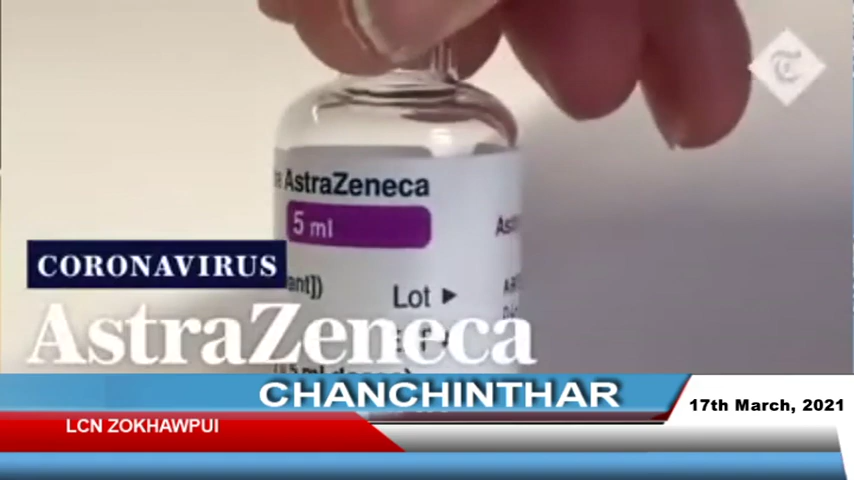 AstraZeneca
5 ml
CORONAVIRUS
Lot
AstraZeneca
CHANCHINTHAR
17th March, 2021
LCN ZOKHAWPUI